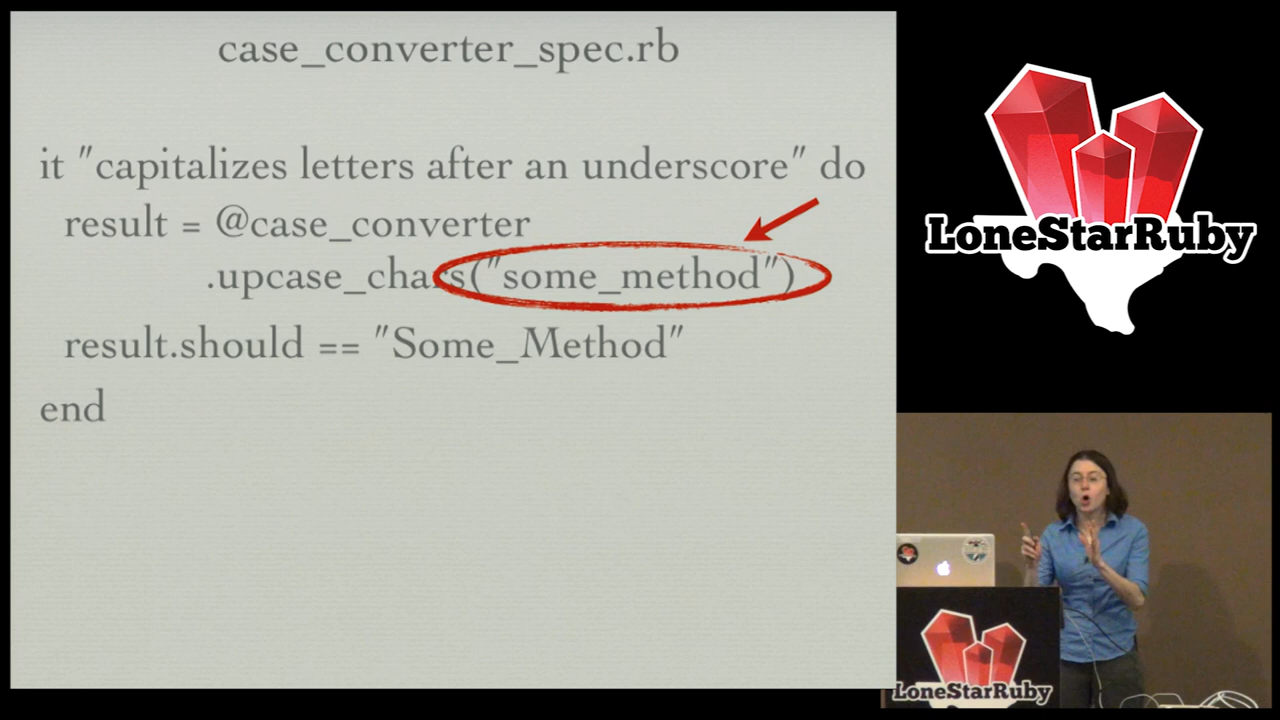 case_converter_spec.rb
it "capitalizes letters after an underscore" do
result = @case_converter
.upcase_chars("some_method")
result.should == "Some_Method"
end
LoneStarRuby
LoneStarRuby